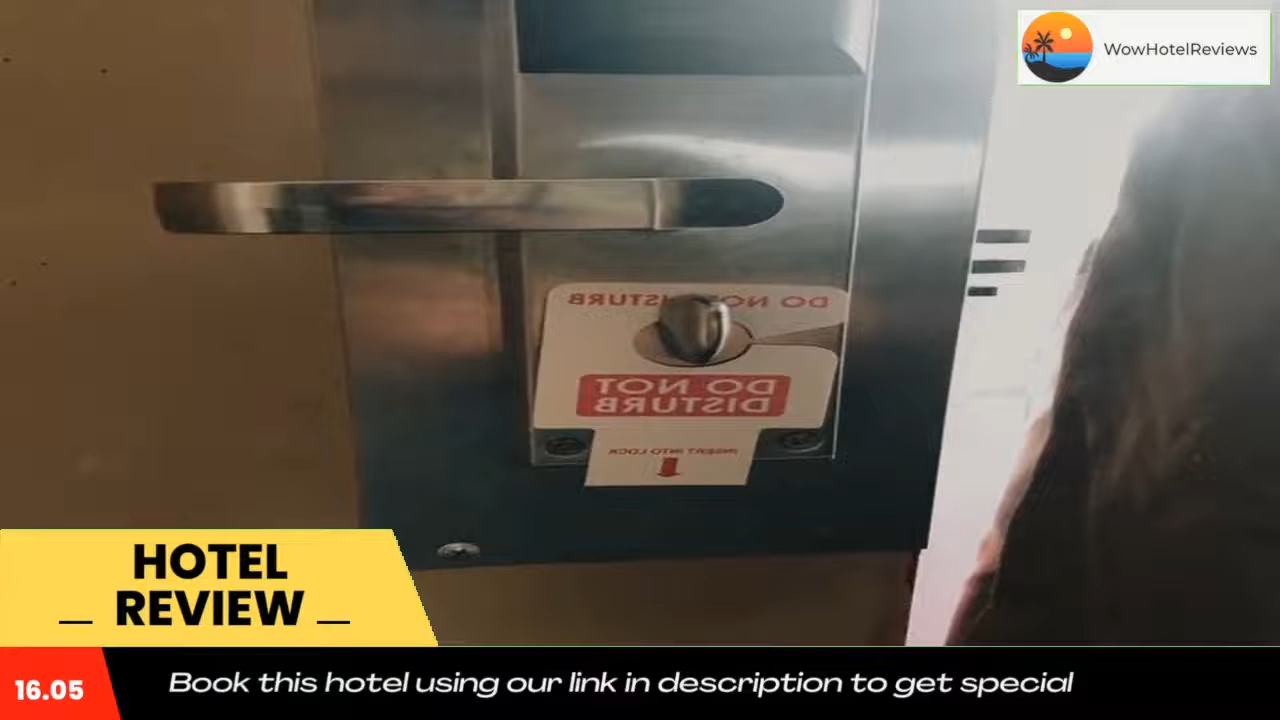 WowHotelReviews
DO NOT DISTURB
DO NOT
DISTURB
INSERT INTO LOCK
HOTEL
REVIEW
16.05
Book this hotel using our link in description to get special